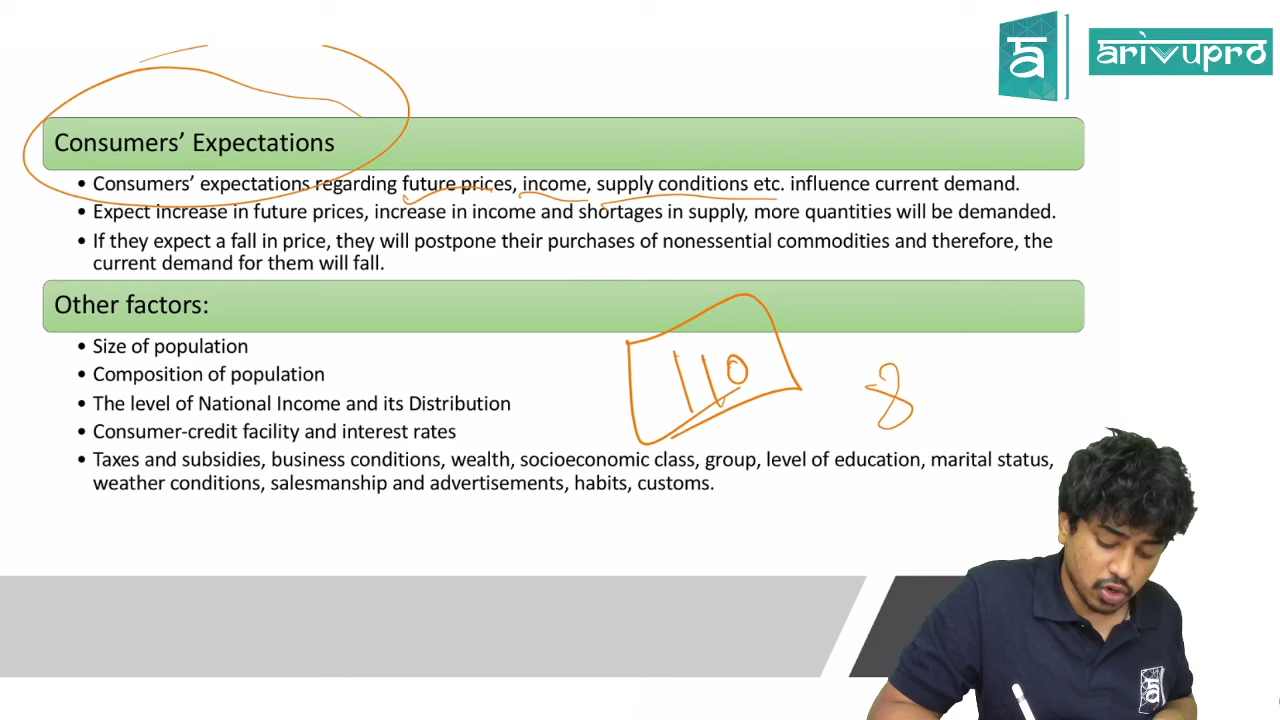 arivupro
Consumers’ Expectations
• Consumers’ expectations regarding future prices, income, supply conditions etc. influence current demand.
• Expect increase in future prices, increase in income and shortages in supply, more quantities will be demanded.
• If they expect a fall in price, they will postpone their purchases of nonessential commodities and therefore, the
current demand for them will fall.
Other factors:
• Size of population
• Composition of population
• The level of National Income and its Distribution
• Consumer-credit facility and interest rates
• Taxes and subsidies, business conditions, wealth, socioeconomic class, group, level of education, marital status,
weather conditions, salesmanship and advertisements, habits, customs.
110
8